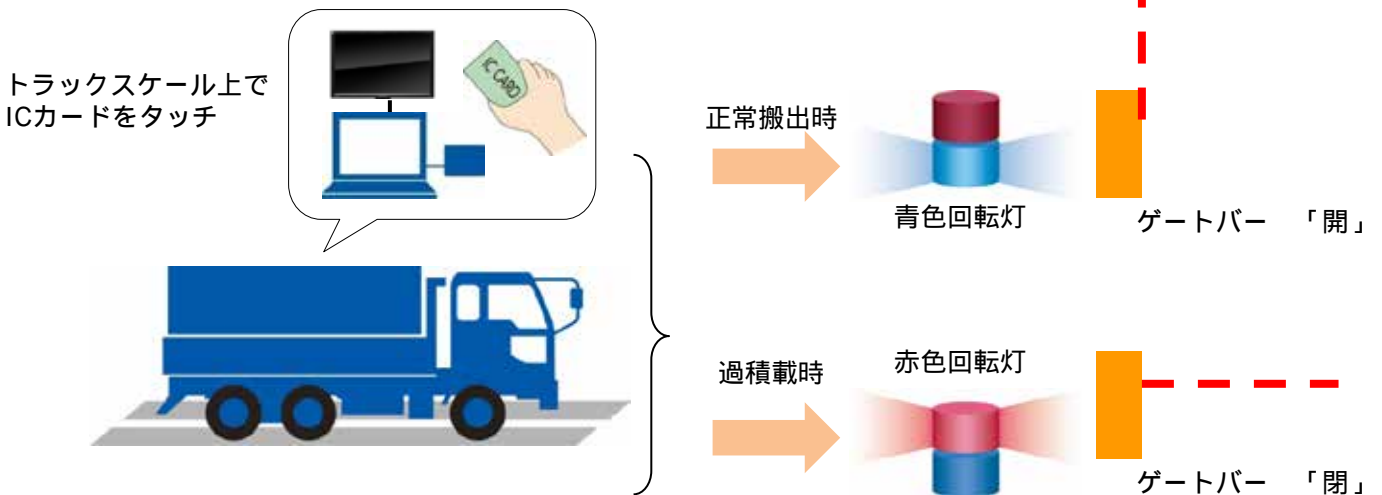 トラックスケール上で
ICカードをタッチ
IC CARD
正常搬出時
青色回転灯
ゲートバー　「開」
過積載時
赤色回転灯
ゲートバー　「閉」